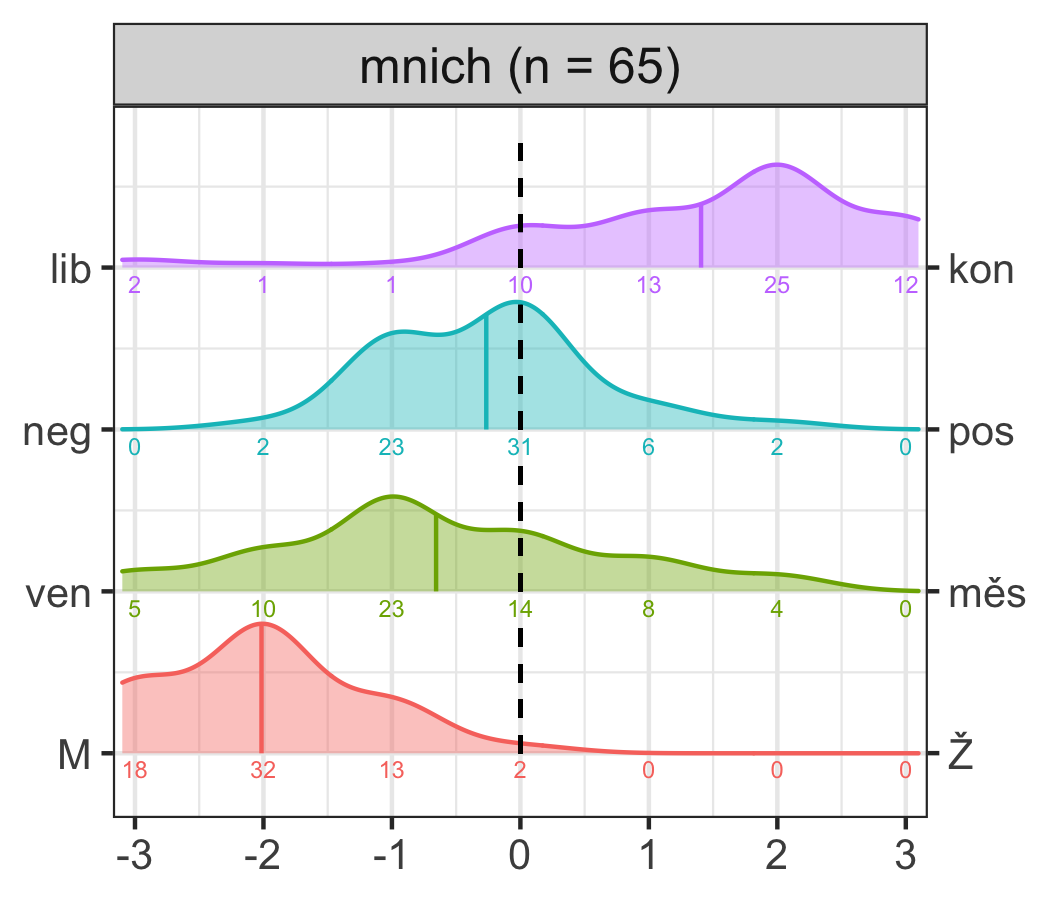 mnich (n = 65)
lib kon
2 1 1 10 13 25 12
neg pos
0 2 23 31 6 2 0
ven měs
5 10 23 14 8 4 0
M Ž
18 32 13 2 0 0 0
-3 -2 -1 0 1 2 3